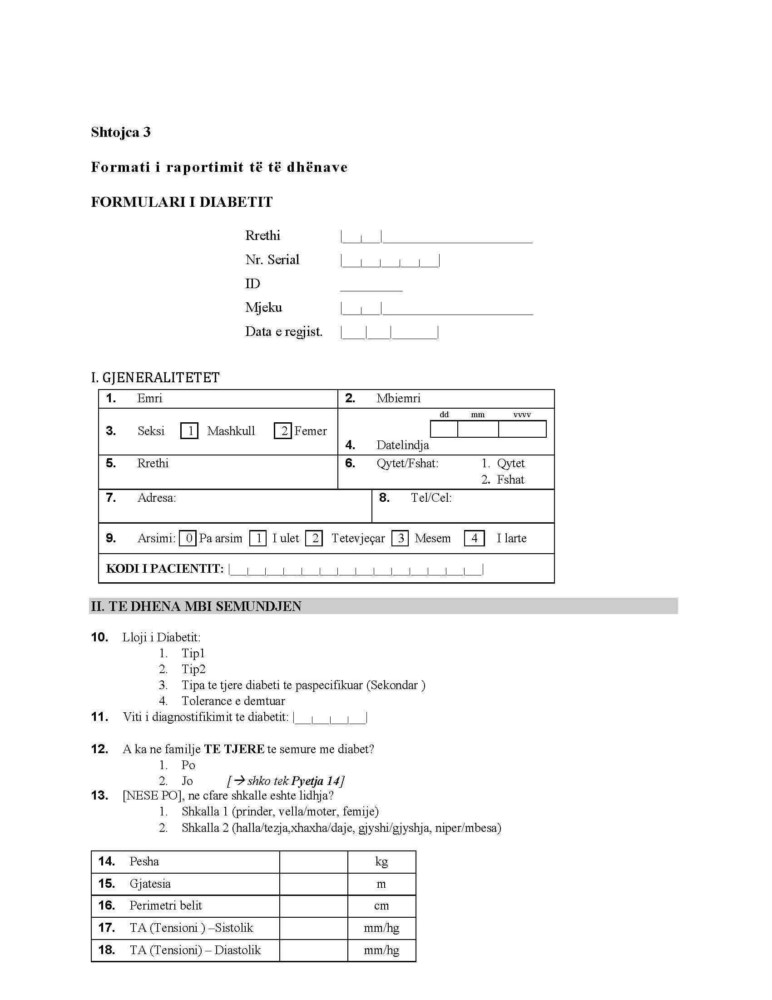 Shtojca 3
Formati i raportimit të të dhënave
FORMULARI I DIABETIT
Rrethi
Nr. Serial
ID
Mjeku
Data e regjist.
I. GJENERALITETET
1. Emri 2. Mbiemri
dd mm vvvv
3. Seksi 1 Mashkull 2 Femer
4. Datelindja
5. Rrethi 6. Qytet/Fshat: 1. Qytet
2. Fshat
7. Adresa: 8. Tel/Cel:
9. Arsimi: 0 Pa arsim 1 I ulet 2 Tetevjeçar 3 Mesem 4 I larte
KODI I PACIENTIT:
II. TE DHENA MBI SEMUNDJEN
10. Lloji i Diabetit:
1. Tip1
2. Tip2
3. Tipa te tjere diabeti te paspecifikuar (Sekondar )
4. Tolerance e demtuar
11. Viti i diagnostifikimit te diabetit:
12. A ka ne familje TE TJERE te semure me diabet?
1. Po
2. Jo [→ shko tek Pyetja 14]
13. [NESE PO], ne cfare shkalle eshte lidhja?
1. Shkalla 1 (prinder, vella/moter, femije)
2. Shkalla 2 (halla/tezja,xhaxha/daje, gjyshi/gjyshja, niper/mbesa)
14. Pesha kg
15. Gjatesia m
16. Perimetri belit cm
17. TA (Tensioni ) –Sistolik mm/hg
18. TA (Tensioni) – Diastolik mm/hg